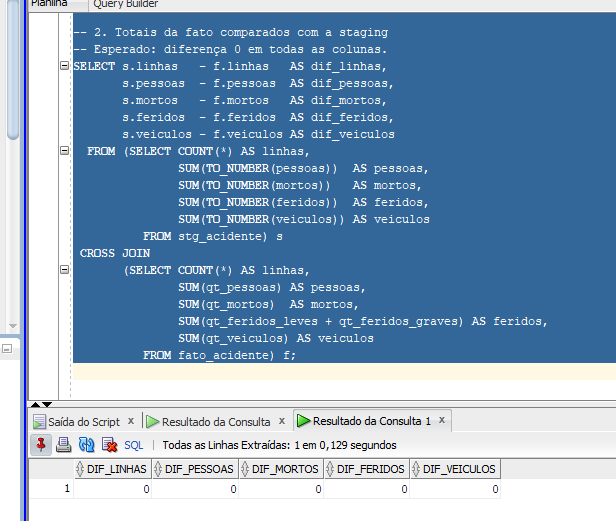 Planilha Query Builder
-- 2. Totais da fato comparados com a staging
-- Esperado: diferença 0 em todas as colunas.
SELECT s.linhas   - f.linhas   AS dif_linhas,
       s.pessoas  - f.pessoas  AS dif_pessoas,
       s.mortos   - f.mortos   AS dif_mortos,
       s.feridos  - f.feridos  AS dif_feridos,
       s.veiculos - f.veiculos AS dif_veiculos
  FROM (SELECT COUNT(*) AS linhas,
               SUM(TO_NUMBER(pessoas))  AS pessoas,
               SUM(TO_NUMBER(mortos))   AS mortos,
               SUM(TO_NUMBER(feridos))  AS feridos,
               SUM(TO_NUMBER(veiculos)) AS veiculos
          FROM stg_acidente) s
 CROSS JOIN
       (SELECT COUNT(*) AS linhas,
               SUM(qt_pessoas) AS pessoas,
               SUM(qt_mortos)  AS mortos,
               SUM(qt_feridos_leves + qt_feridos_graves) AS feridos,
               SUM(qt_veiculos) AS veiculos
          FROM fato_acidente) f;
Saída do Script x Resultado da Consulta x Resultado da Consulta 1 x
SQL | Todas as Linhas Extraídas: 1 em 0,129 segundos
DIF_LINHAS DIF_PESSOAS DIF_MORTOS DIF_FERIDOS DIF_VEICULOS
1 0 0 0 0 0